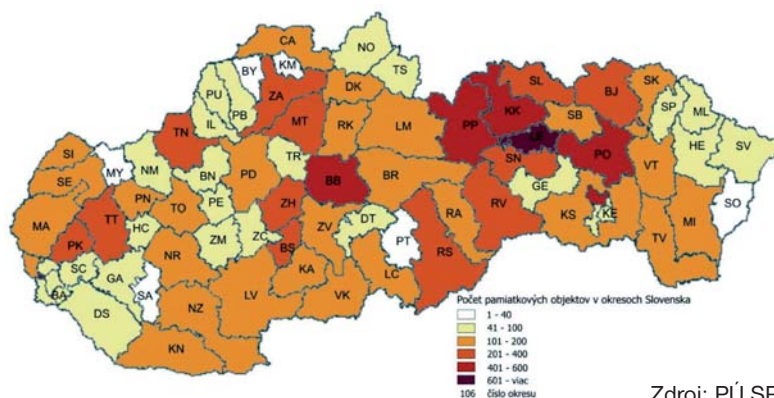 CA
NO
BY
KM
TS
PU
ZA
DK
SL
BJ
SK
PB
KK
SP
ML
TN
IL
MT
RK
LM
PP
SB
HE
SV
SI
MY
NM
BN
PD
TR
BB
BR
SN
PO
VT
SE
PN
TO
PE
ZH
GE
SO
MA
TT
HC
ZM
ZC
ZV
DT
PT
RA
RV
KS
KE
MI
PK
NR
BS
TV
SC
GA
SA
KA
LC
RS
BA
DS
NZ
LV
VK
KN
Počet pamiatkových objektov v okresoch Slovenska
1 - 40
41 - 100
101 - 200
201 - 400
401 - 600
601 - viac
106 číslo okresu
Zdroj: PÚ SR